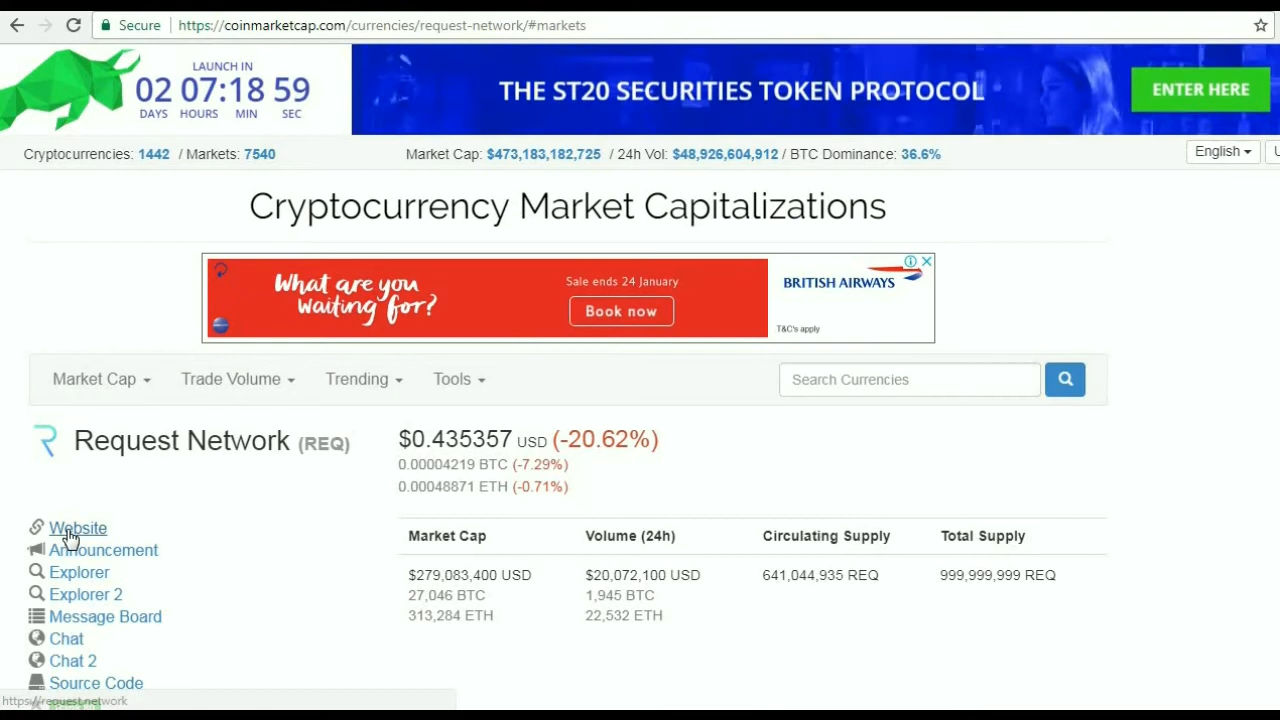 Secure https://coinmarketcap.com/currencies/request-network/#markets
LAUNCH IN
02 07:18 59
DAYS HOURS MIN SEC
THE ST20 SECURITIES TOKEN PROTOCOL
ENTER HERE
Cryptocurrencies: 1442 / Markets: 7540
Market Cap: $473,183,182,725 / 24h Vol: $48,926,604,912 / BTC Dominance: 36.6%
English
Cryptocurrency Market Capitalizations
What are you
Waiting for?
Sale ends 24 January
Book now
BRITISH AIRWAYS
T&C's apply
Market Cap Trade Volume Trending Tools
Search Currencies
Request Network (REQ)
$0.435357 USD (-20.62%)
0.00004219 BTC (-7.29%)
0.00048871 ETH (-0.71%)
Website
Announcement
Explorer
Explorer 2
Message Board
Chat
Chat 2
Source Code
Market Cap Volume (24h) Circulating Supply Total Supply
$279,083,400 USD $20,072,100 USD 641,044,935 REQ 999,999,999 REQ
27,046 BTC 1,945 BTC
313,284 ETH 22,532 ETH
https://request.network